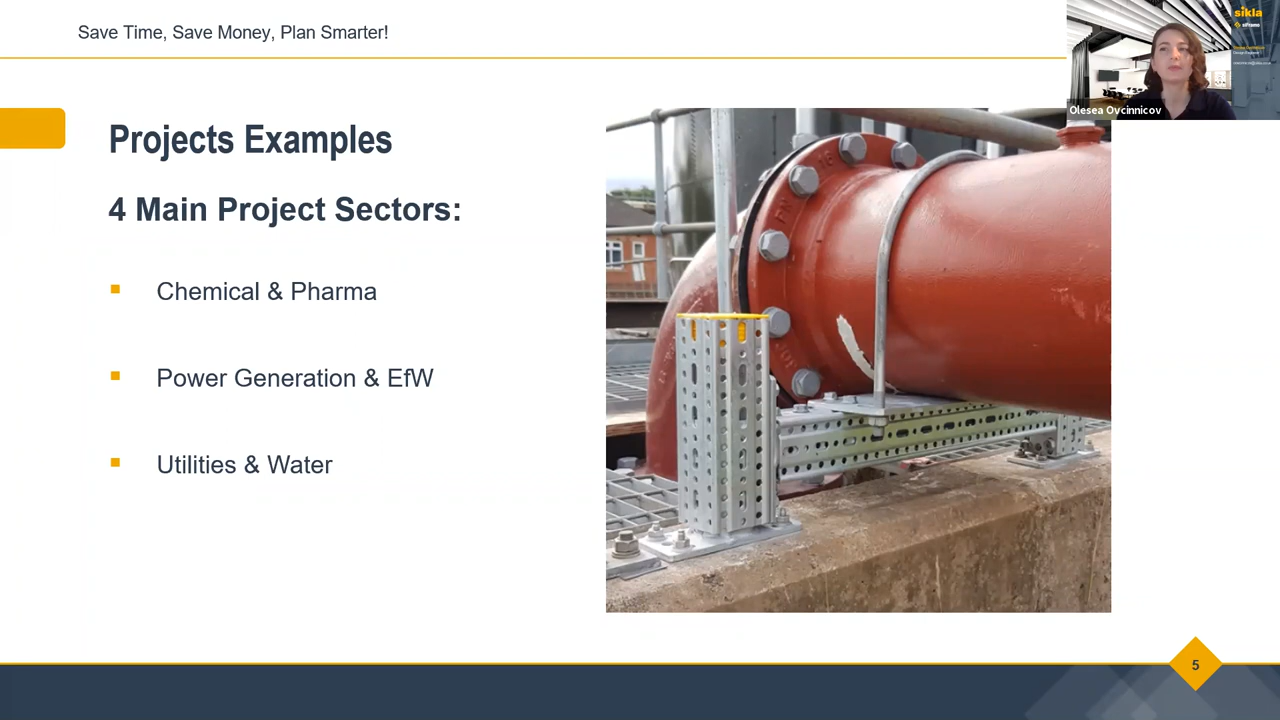 Save Time, Save Money, Plan Smarter!
sikla
siframe
Olesea Ovcinnicov
Projects Examples
4 Main Project Sectors:
Chemical & Pharma
Power Generation & EfW
Utilities & Water
5